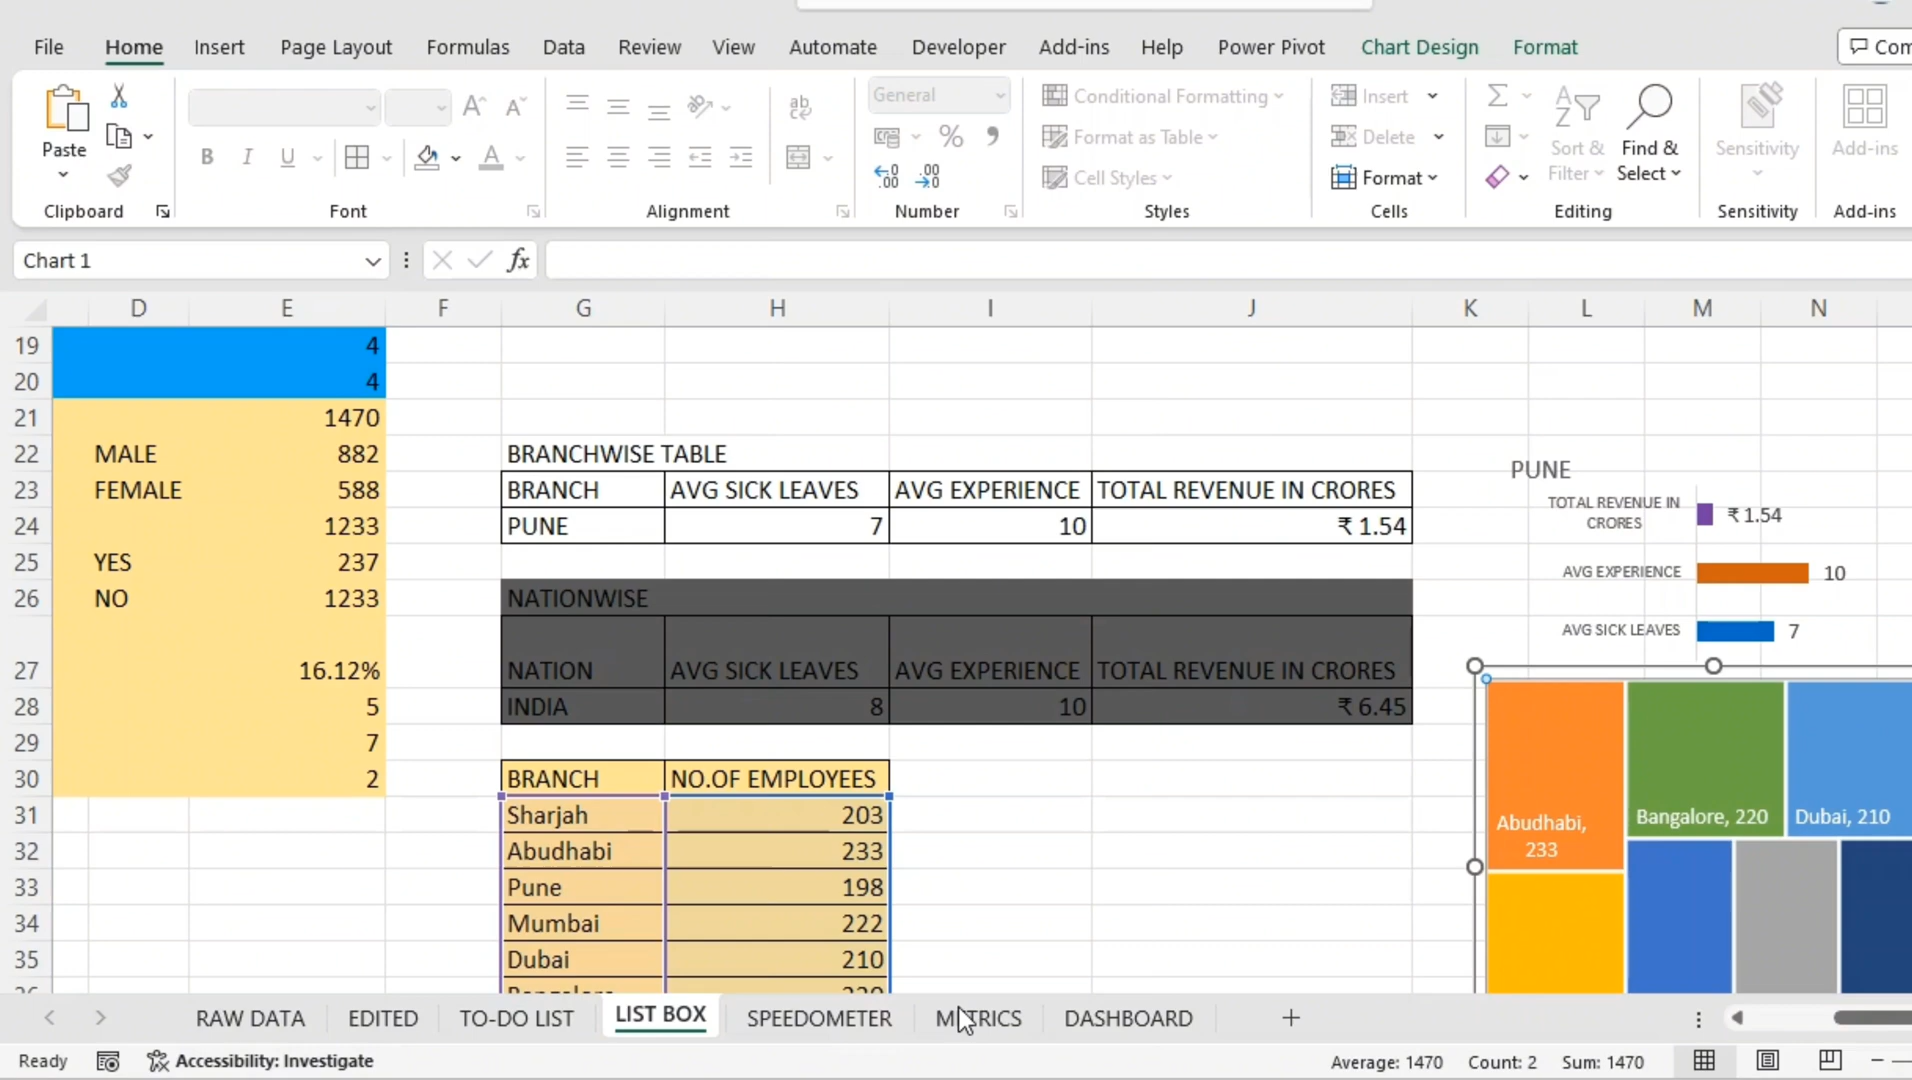 File Home Insert Page Layout Formulas Data Review View Automate Developer Add-ins Help Power Pivot Chart Design Format
General Conditional Formatting Insert
Format as Table Delete
Paste B I U Cell Styles Format Sort & Filter Find & Select Sensitivity Add-ins
Clipboard Font Alignment Number Styles Cells Editing Sensitivity Add-ins
Chart 1 fx
D E F G H I J K L M N
19 4
20 4
21 1470
22 MALE 882 BRANCHWISE TABLE
23 FEMALE 588 BRANCH AVG SICK LEAVES AVG EXPERIENCE TOTAL REVENUE IN CRORES
24 1233 PUNE 7 10 ₹ 1.54
25 YES 237
26 NO 1233 NATIONWISE
27 16.12% NATION AVG SICK LEAVES AVG EXPERIENCE TOTAL REVENUE IN CRORES
28 5 INDIA 8 10 ₹ 6.45
29 7
30 2 BRANCH NO.OF EMPLOYEES
31 Sharjah 203
32 Abudhabi 233
33 Pune 198
34 Mumbai 222
35 Dubai 210
PUNE
TOTAL REVENUE IN
CRORES ₹ 1.54
AVG EXPERIENCE 10
AVG SICK LEAVES 7
Abudhabi,
233
Bangalore, 220
Dubai, 210
RAW DATA EDITED TO-DO LIST LIST BOX SPEEDOMETER METRICS DASHBOARD +
Ready Accessibility: Investigate Average: 1470 Count: 2 Sum: 1470